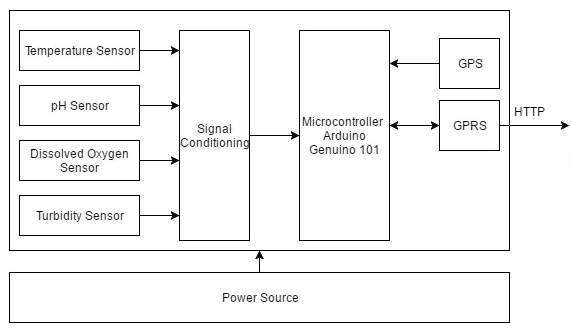 Temperature Sensor
pH Sensor
Dissolved Oxygen
Sensor
Turbidity Sensor
Signal
Conditioning
Microcontroller
Arduino
Genuino 101
GPS
GPRS
HTTP
Power Source